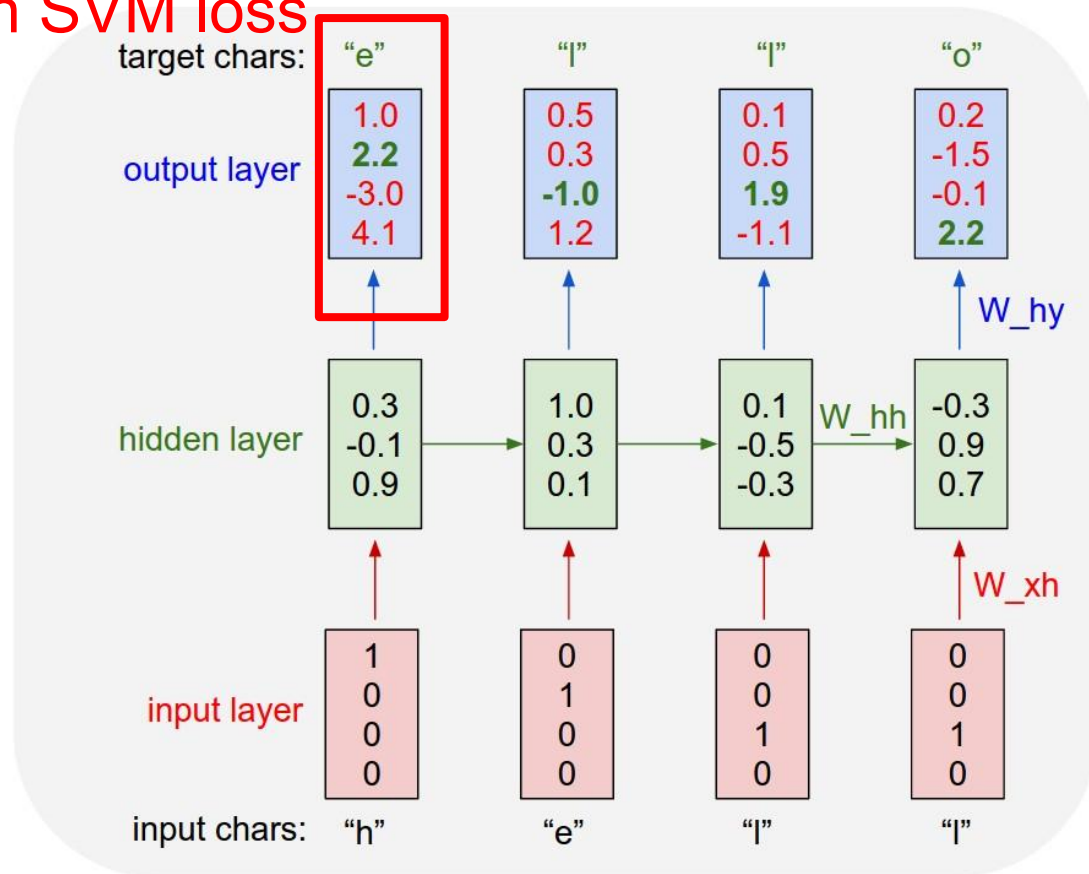 n SVM loss
target chars: “e” “l” “l” “o”
output layer
1.0 0.5 0.1 0.2
2.2 0.3 0.5 -1.5
-3.0 -1.0 1.9 -0.1
4.1 1.2 -1.1 2.2
W_hy
hidden layer
0.3 1.0 0.1 -0.3
-0.1 0.3 -0.5 0.9
0.9 0.1 -0.3 0.7
W_hh
W_xh
input layer
1 0 0 0
0 1 0 0
0 0 1 1
0 0 0 0
input chars: “h” “e” “l” “l”